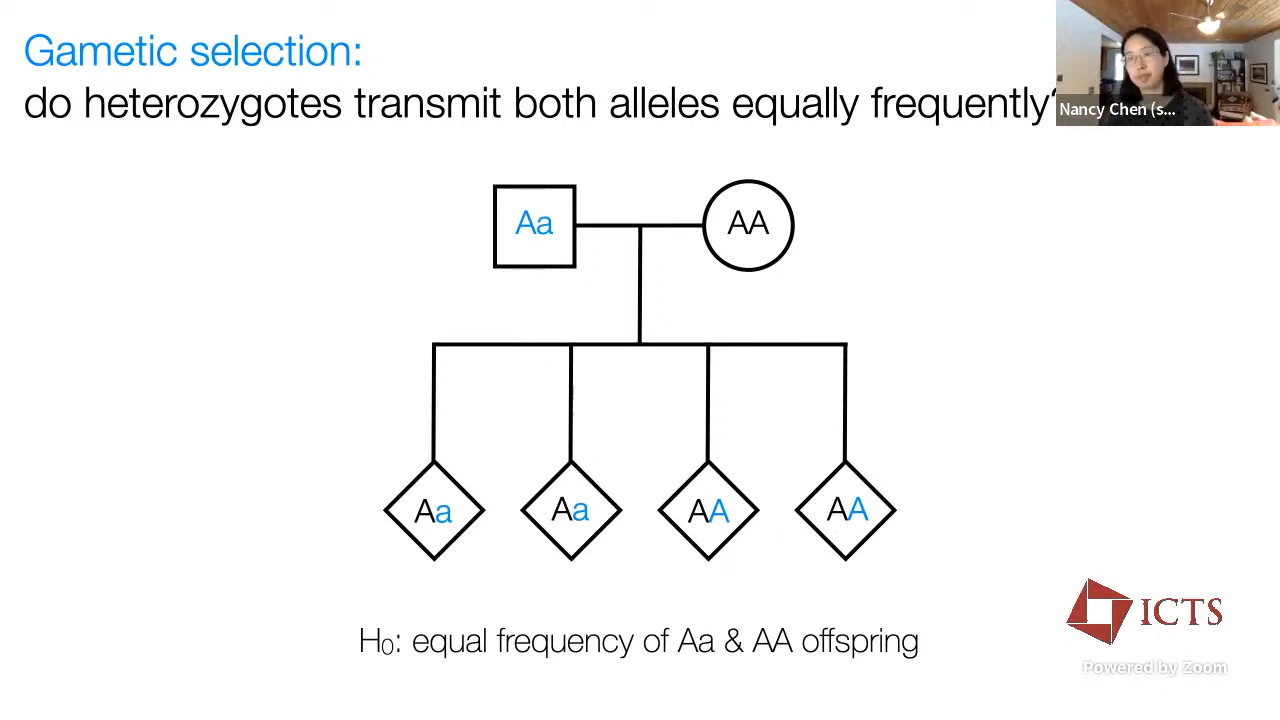 Gametic selection:
do heterozygotes transmit both alleles equally frequently?
Nancy Chen (s...
Aa
AA
Aa
Aa
AA
AA
H₀: equal frequency of Aa & AA offspring
ICTS
Powered by Zoom